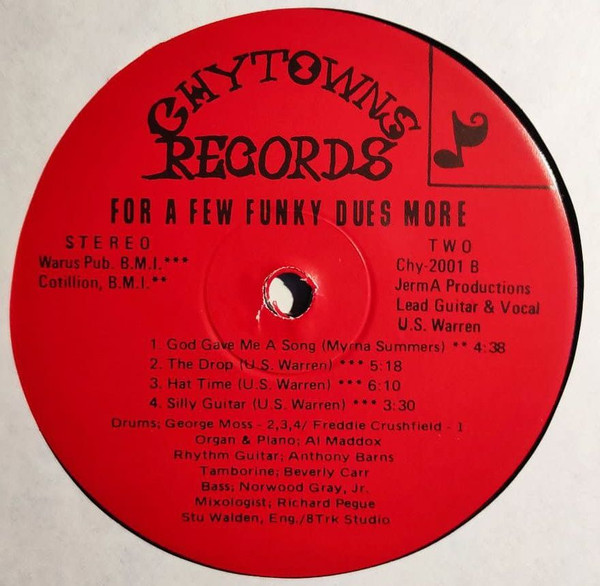 CHYTOWNS
RECORDS
FOR A FEW FUNKY DUES MORE
STEREO
Warus Pub. B.M.I.***
Cotillion, B.M.I.**
TWO
Chy-2001 B
JermA Productions
Lead Guitar & Vocal
U.S. Warren
1. God Gave Me A Song (Myrna Summers) ** 4:38
2. The Drop (U.S. Warren) *** 5:18
3. Hat Time (U.S. Warren) *** 6:10
4. Silly Guitar (U.S. Warren) *** 3:30
Drums; George Moss - 2,3,4/ Freddie Crushfield - 1
Organ & Piano; Al Maddox
Rhythm Guitar; Anthony Barns
Tamborine; Beverly Carr
Bass; Norwood Gray, Jr.
Mixologist; Richard Pegue
Stu Walden, Eng./8Trk Studio